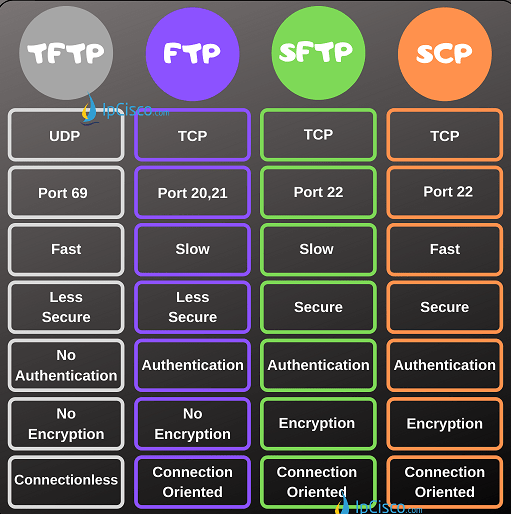 TFTP FTP SFTP SCP
IpCisco.com
UDP TCP TCP TCP
Port 69 Port 20,21 Port 22 Port 22
Fast Slow Slow Fast
Less Less Secure Secure
Secure Secure
No Authentication Authentication Authentication
Authentication
No No Encryption Encryption
Encryption Encryption
Connectionless Connection Connection Connection
Oriented Oriented Oriented
IpCisco.com